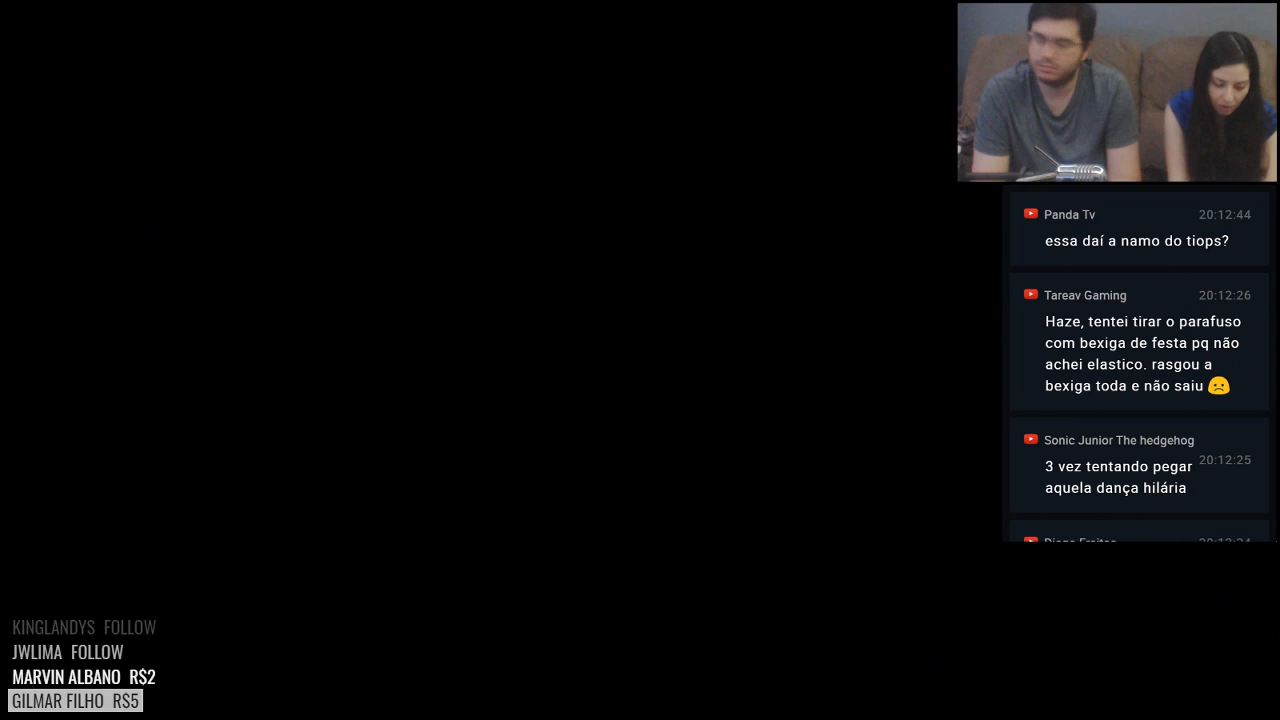 Panda Tv 20:12:44
essa daí a namo do tiops?
Tareav Gaming 20:12:26
Haze, tentei tirar o parafuso
com bexiga de festa pq não
achei elastico. rasgou a
bexiga toda e não saiu
Sonic Junior The hedgehog
20:12:25
3 vez tentando pegar
aquela dança hilária
KINGLANDYS FOLLOW
JWLIMA FOLLOW
MARVIN ALBANO R$2
GILMAR FILHO R$5